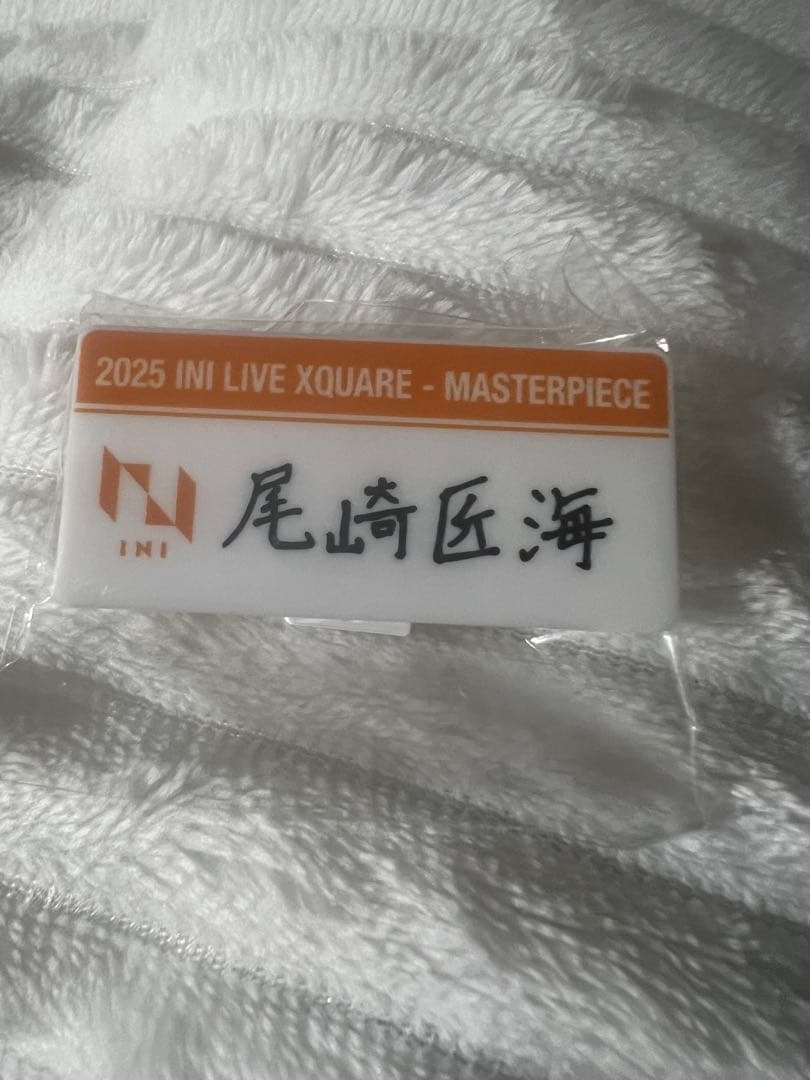 2025 INI LIVE XQUARE - MASTERPIECE
INI
尾崎匠海